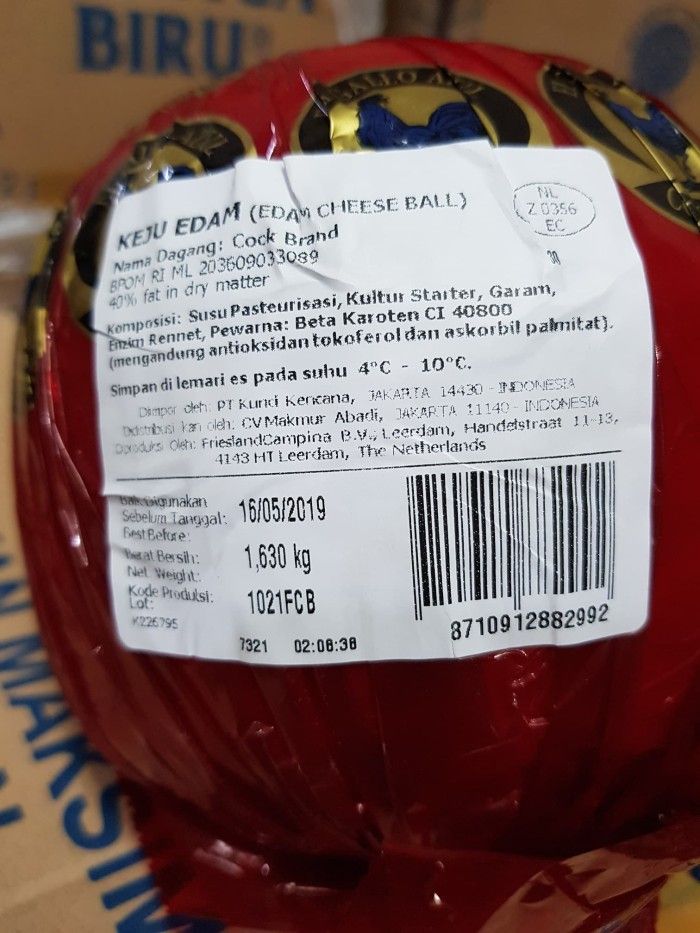 BIRU
GALLO AZUL
KEJU EDAM (EDAM CHEESE BALL)
Nama Dagang: Cock Brand
BPOM RI ML 203609033089
40% fat in dry matter
NL
Z 0356
EC
Komposisi: Susu Pasteurisasi, Kultur Starter, Garam,
Enzim Rennet, Pewarna: Beta Karoten CI 40800
(mengandung antioksidan tokoferol dan askorbil palmitat).
Simpan di lemari es pada suhu 4°C - 10°C.
Diimpor oleh: PT Kunci Kencana, JAKARTA 14430 - INDONESIA
Didistribusikan oleh: CV Makmur Abadi, JAKARTA 11140 - INDONESIA
Diproduksi Oleh: FrieslandCampina B.V., Leerdam, Handelstraat 11-13,
4143 HT Leerdam, The Netherlands
Baik Digunakan
Sebelum Tanggal: 16/05/2019
Best Before:
Berat Bersih: 1,630 kg
Net Weight:
Kode Produksi: 1021FCB
Lot:
K226795
7321 02:08:38
8710912882992